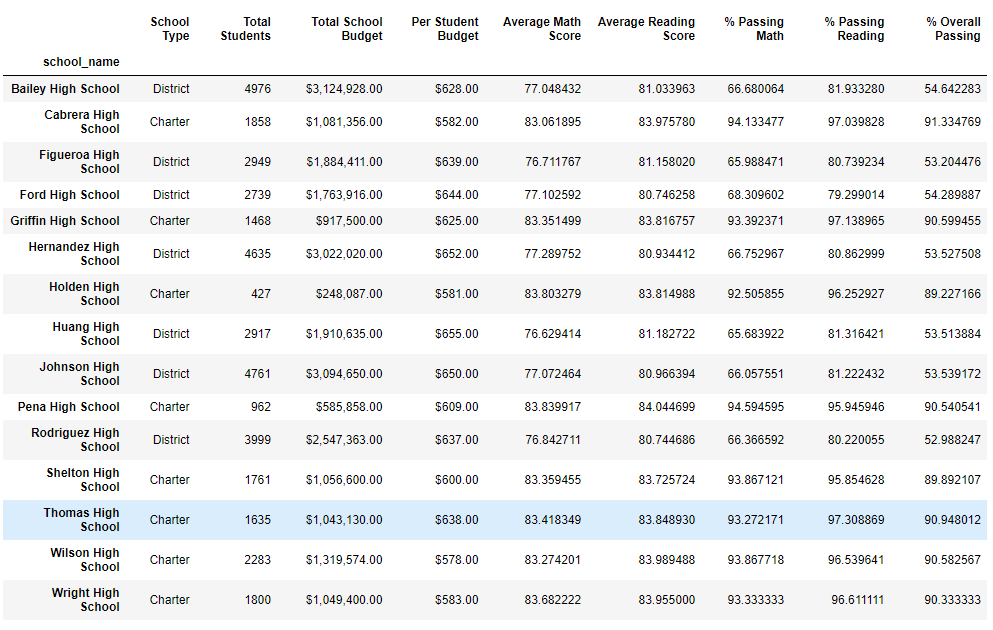 School Type Total Students Total School Budget Per Student Budget Average Math Score Average Reading Score % Passing Math % Passing Reading % Overall Passing
school_name
Bailey High School District 4976 $3,124,928.00 $628.00 77.048432 81.033963 66.680064 81.933280 54.642283
Cabrera High School Charter 1858 $1,081,356.00 $582.00 83.061895 83.975780 94.133477 97.039828 91.334769
Figueroa High School District 2949 $1,884,411.00 $639.00 76.711767 81.158020 65.988471 80.739234 53.204476
Ford High School District 2739 $1,763,916.00 $644.00 77.102592 80.746258 68.309602 79.299014 54.289887
Griffin High School Charter 1468 $917,500.00 $625.00 83.351499 83.816757 93.392371 97.138965 90.599455
Hernandez High School District 4635 $3,022,020.00 $652.00 77.289752 80.934412 66.752967 80.862999 53.527508
Holden High School Charter 427 $248,087.00 $581.00 83.803279 83.814988 92.505855 96.252927 89.227166
Huang High School District 2917 $1,910,635.00 $655.00 76.629414 81.182722 65.683922 81.316421 53.513884
Johnson High School District 4761 $3,094,650.00 $650.00 77.072464 80.966394 66.057551 81.222432 53.539172
Pena High School Charter 962 $585,858.00 $609.00 83.839917 84.044699 94.594595 95.945946 90.540541
Rodriguez High School District 3999 $2,547,363.00 $637.00 76.842711 80.744686 66.366592 80.220055 52.988247
Shelton High School Charter 1761 $1,056,600.00 $600.00 83.359455 83.725724 93.867121 95.854628 89.892107
Thomas High School Charter 1635 $1,043,130.00 $638.00 83.418349 83.848930 93.272171 97.308869 90.948012
Wilson High School Charter 2283 $1,319,574.00 $578.00 83.274201 83.989488 93.867718 96.539641 90.582567
Wright High School Charter 1800 $1,049,400.00 $583.00 83.682222 83.955000 93.333333 96.611111 90.333333